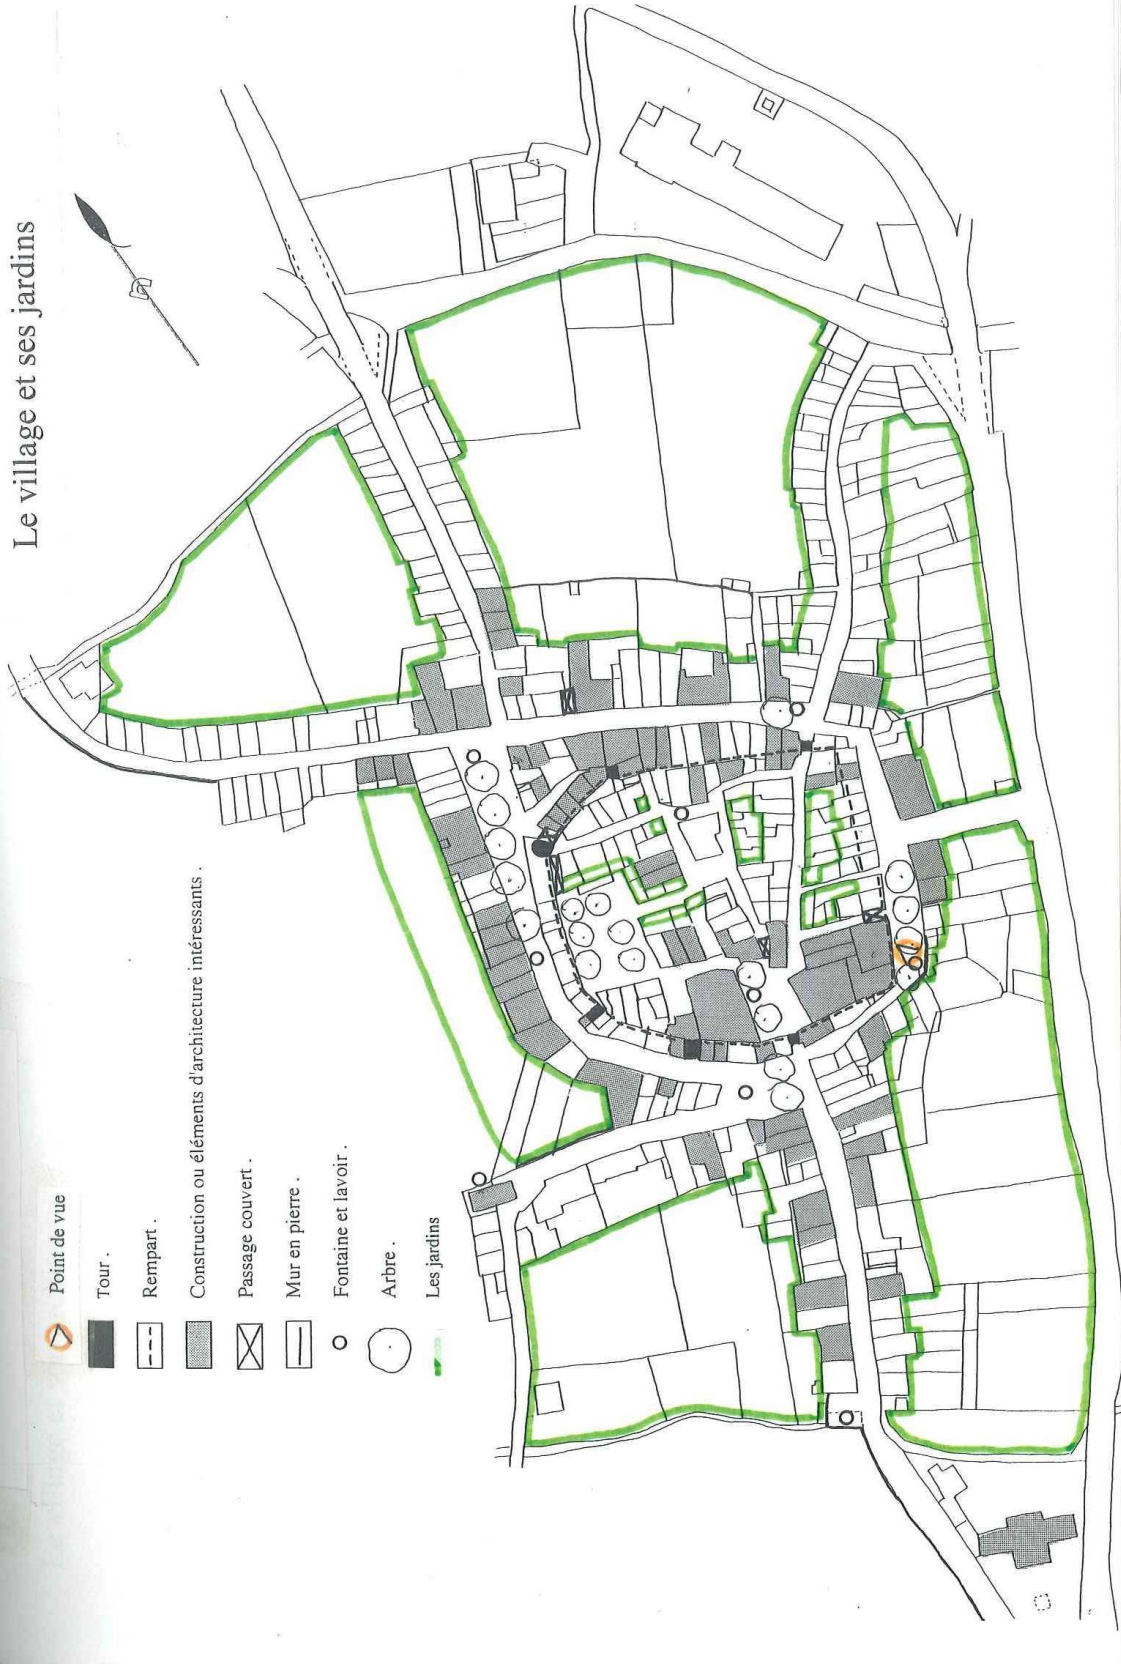 Le village et ses jardins
Point de vue
Tour .
Rempart .
Construction ou éléments d'architecture intéressants .
Passage couvert .
Mur en pierre .
Fontaine et lavoir .
Arbre .
Les jardins